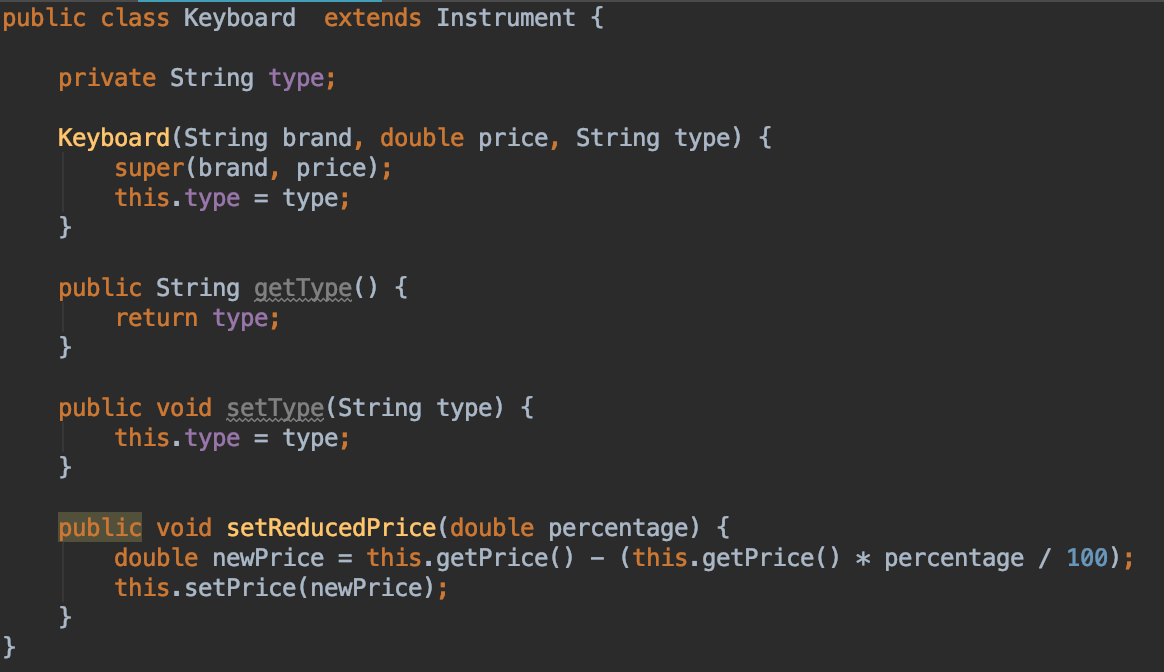 public class Keyboard  extends Instrument {

    private String type;

    Keyboard(String brand, double price, String type) {
        super(brand, price);
        this.type = type;
    }

    public String getType() {
        return type;
    }

    public void setType(String type) {
        this.type = type;
    }

    public void setReducedPrice(double percentage) {
        double newPrice = this.getPrice() - (this.getPrice() * percentage / 100);
        this.setPrice(newPrice);
    }
}